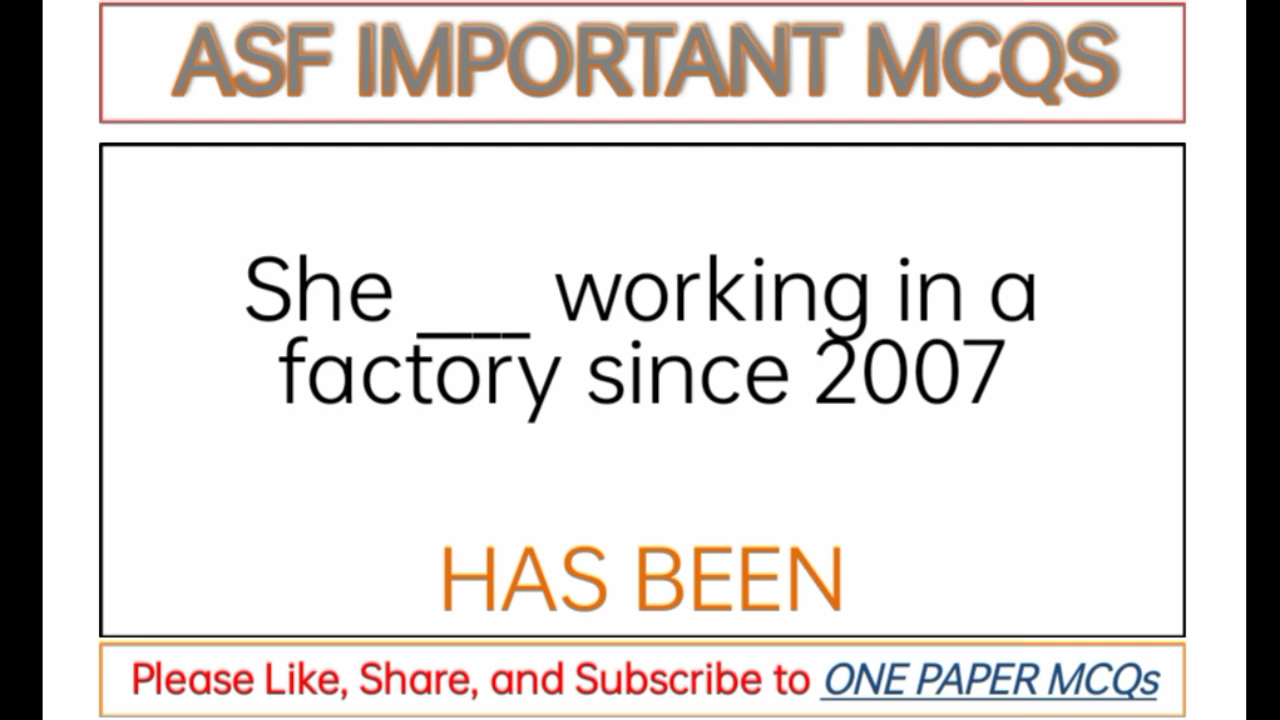 ASF IMPORTANT MCQS
She ___ working in a
factory since 2007
HAS BEEN
Please Like, Share, and Subscribe to ONE PAPER MCQs